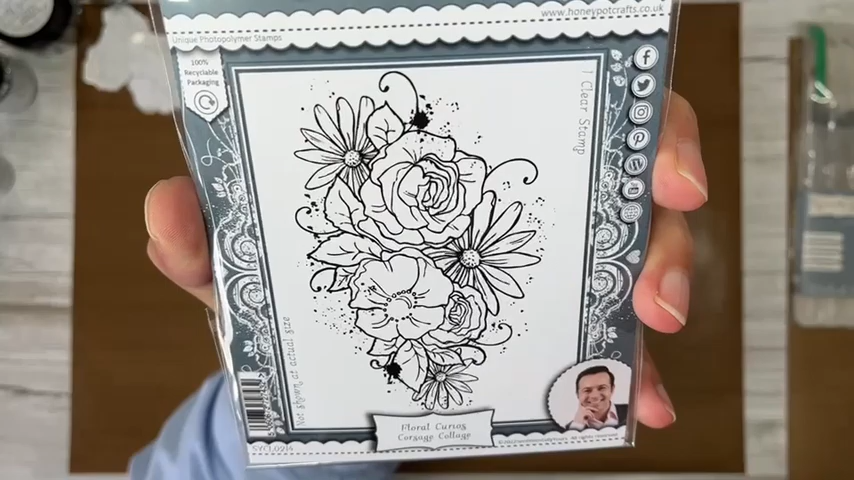 www.honeypotcrafts.co.uk
Unique Photopolymer Stamps
100%
Recyclable
Packaging
1 Clear Stamp
Not shown at actual size
Floral Curios
Corsage Collage